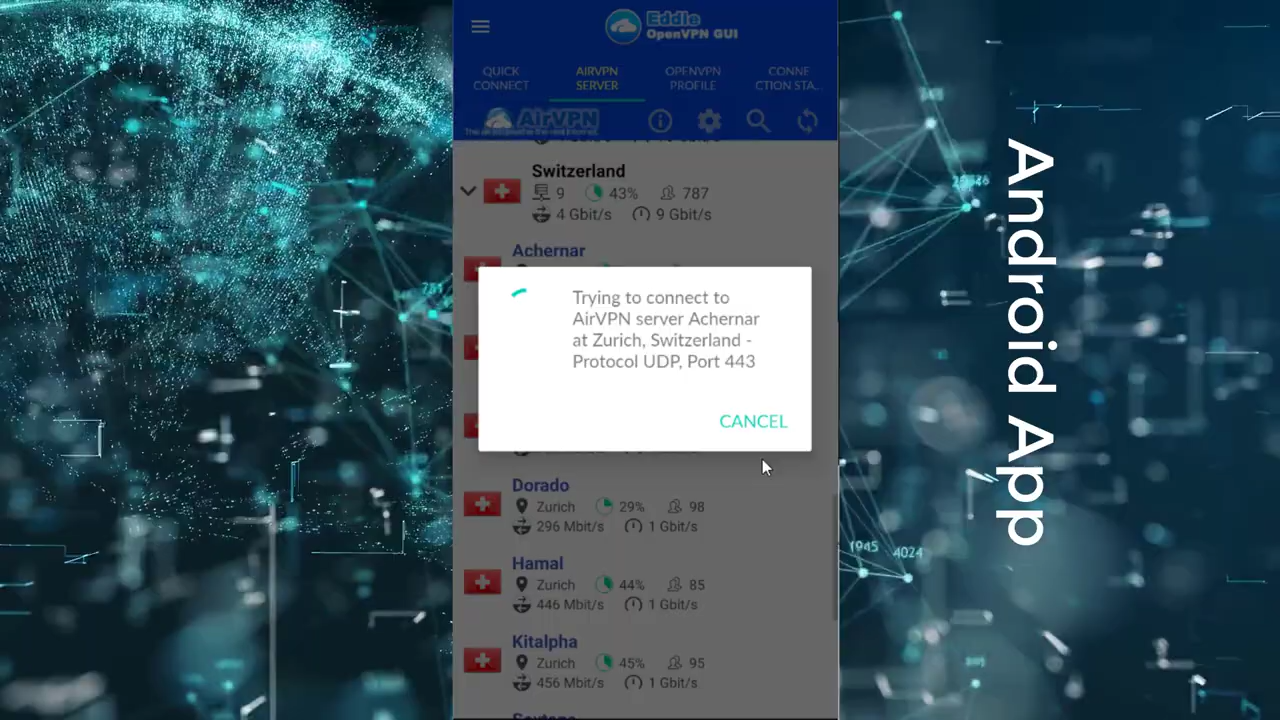 Eddie
OpenVPN GUI
QUICK
CONNECT
AIRVPN
SERVER
OPENVPN
PROFILE
CONNE
CTION STA...
AirVPN
Switzerland
9 43% 787
4 Gbit/s 9 Gbit/s
Achernar
Trying to connect to
AirVPN server Achernar
at Zurich, Switzerland -
Protocol UDP, Port 443
CANCEL
Dorado
Zurich 29% 98
296 Mbit/s 1 Gbit/s
Hamal
Zurich 44% 85
446 Mbit/s 1 Gbit/s
Kitalpha
Zurich 45% 95
456 Mbit/s 1 Gbit/s
Android App
1945 4024